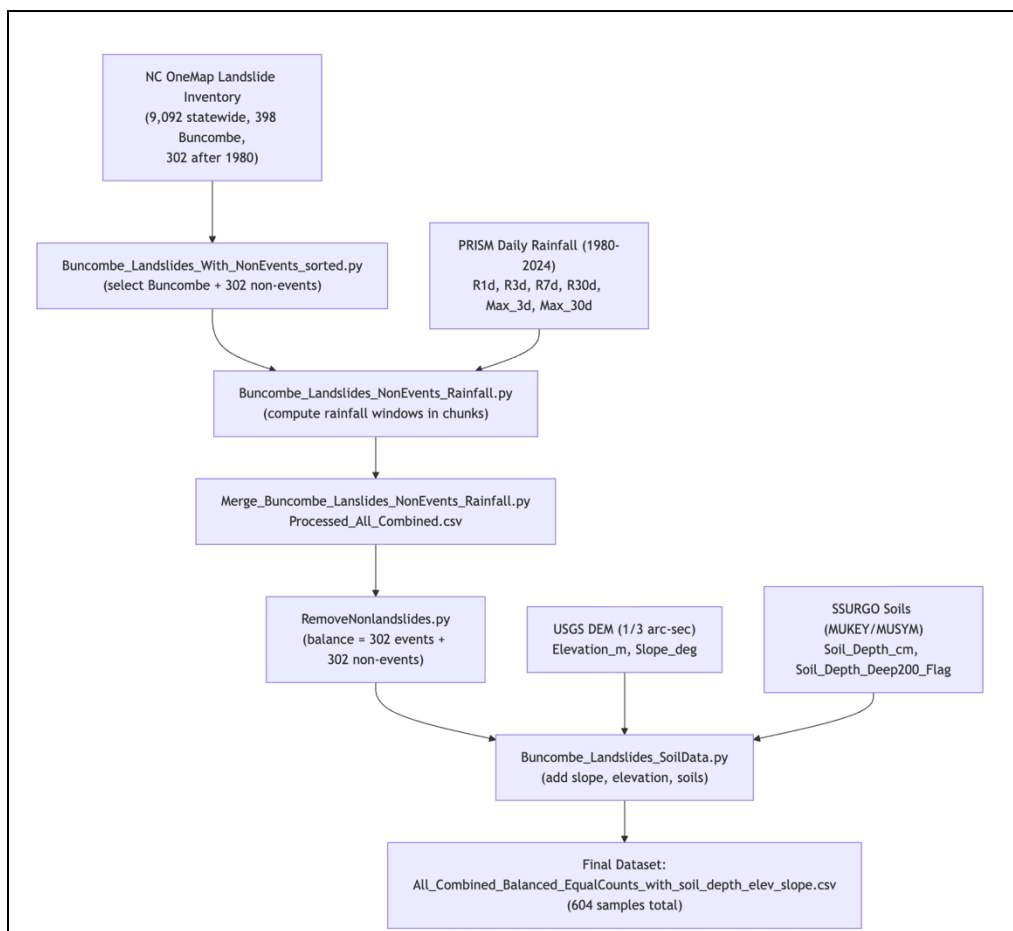 NC OneMap Landslide
Inventory
(9,092 statewide, 398
Buncombe,
302 after 1980)
Buncombe_Landslides_With_NonEvents_sorted.py
(select Buncombe + 302 non-events)
PRISM Daily Rainfall (1980-
2024)
R1d, R3d, R7d, R30d,
Max_3d, Max_30d
Buncombe_Landslides_NonEvents_Rainfall.py
(compute rainfall windows in chunks)
Merge_Buncombe_Lanslides_NonEvents_Rainfall.py
Processed_All_Combined.csv
RemoveNonlandslides.py
(balance = 302 events +
302 non-events)
USGS DEM (1/3 arc-sec)
Elevation_m, Slope_deg
SSURGO Soils
(MUKEY/MUSYM)
Soil_Depth_cm,
Soil_Depth_Deep200_Flag
Buncombe_Landslides_SoilData.py
(add slope, elevation, soils)
Final Dataset:
All_Combined_Balanced_EqualCounts_with_soil_depth_elev_slope.csv
(604 samples total)